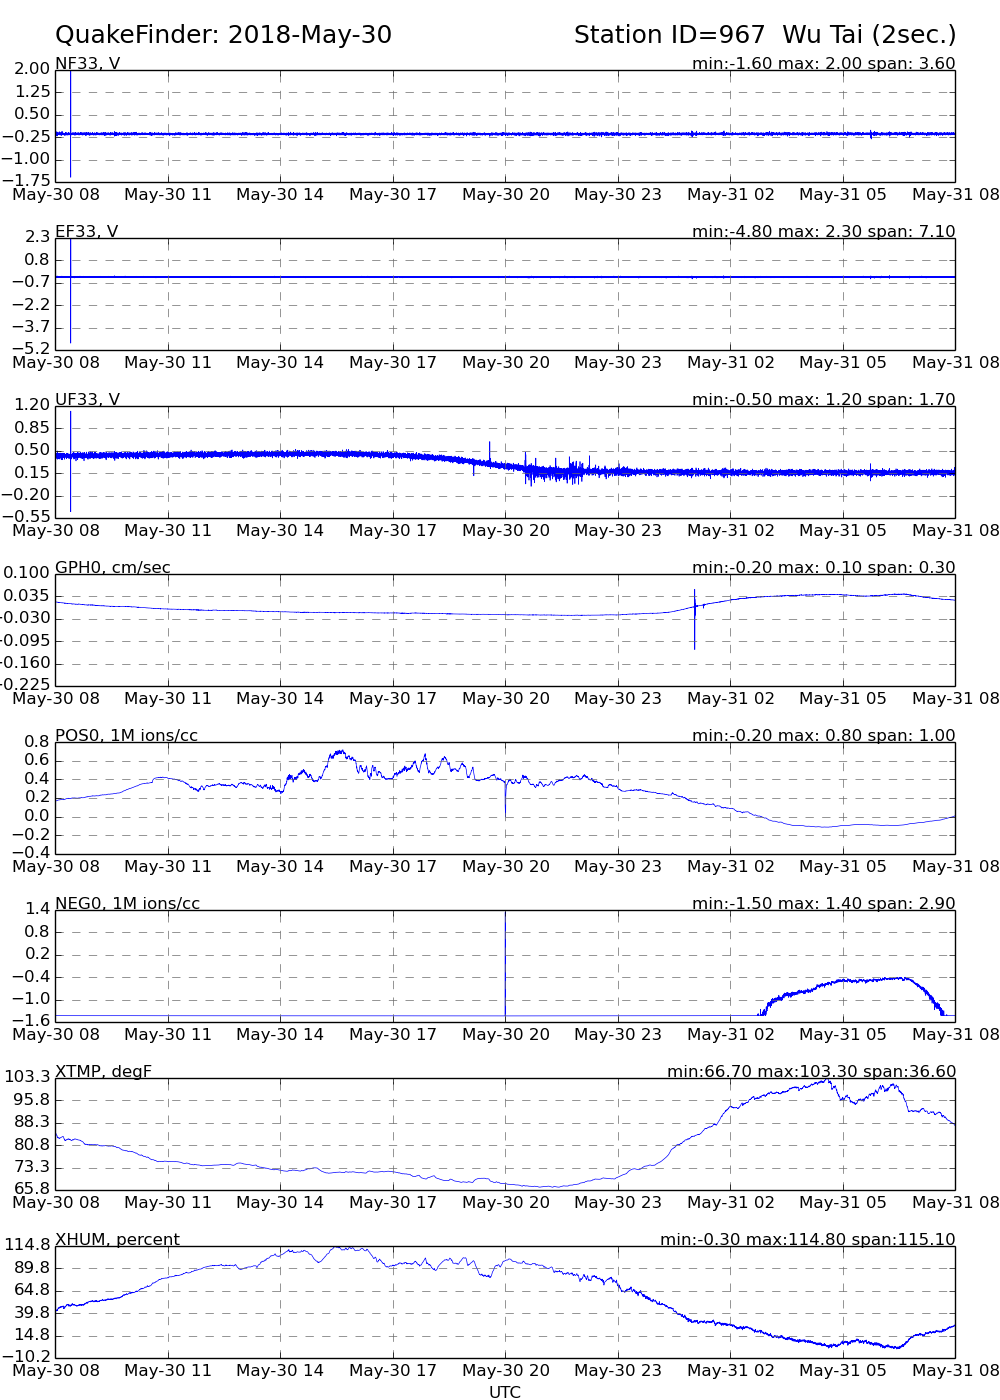 QuakeFinder: 2018-May-30 Station ID=967 Wu Tai (2sec.)
NF33, V min:-1.60 max: 2.00 span: 3.60
2.00
1.25
0.50
−0.25
−1.00
−1.75
May-30 08 May-30 11 May-30 14 May-30 17 May-30 20 May-30 23 May-31 02 May-31 05 May-31 08
EF33, V min:-4.80 max: 2.30 span: 7.10
2.3
0.8
−0.7
−2.2
−3.7
−5.2
May-30 08 May-30 11 May-30 14 May-30 17 May-30 20 May-30 23 May-31 02 May-31 05 May-31 08
UF33, V min:-0.50 max: 1.20 span: 1.70
1.20
0.85
0.50
0.15
−0.20
−0.55
May-30 08 May-30 11 May-30 14 May-30 17 May-30 20 May-30 23 May-31 02 May-31 05 May-31 08
GPH0, cm/sec min:-0.20 max: 0.10 span: 0.30
0.100
0.035
−0.030
−0.095
−0.160
−0.225
May-30 08 May-30 11 May-30 14 May-30 17 May-30 20 May-30 23 May-31 02 May-31 05 May-31 08
POS0, 1M ions/cc min:-0.20 max: 0.80 span: 1.00
0.8
0.6
0.4
0.2
0.0
−0.2
−0.4
May-30 08 May-30 11 May-30 14 May-30 17 May-30 20 May-30 23 May-31 02 May-31 05 May-31 08
NEG0, 1M ions/cc min:-1.50 max: 1.40 span: 2.90
1.4
0.8
0.2
−0.4
−1.0
−1.6
May-30 08 May-30 11 May-30 14 May-30 17 May-30 20 May-30 23 May-31 02 May-31 05 May-31 08
XTMP, degF min:66.70 max:103.30 span:36.60
103.3
95.8
88.3
80.8
73.3
65.8
May-30 08 May-30 11 May-30 14 May-30 17 May-30 20 May-30 23 May-31 02 May-31 05 May-31 08
XHUM, percent min:-0.30 max:114.80 span:115.10
114.8
89.8
64.8
39.8
14.8
−10.2
May-30 08 May-30 11 May-30 14 May-30 17 May-30 20 May-30 23 May-31 02 May-31 05 May-31 08
UTC